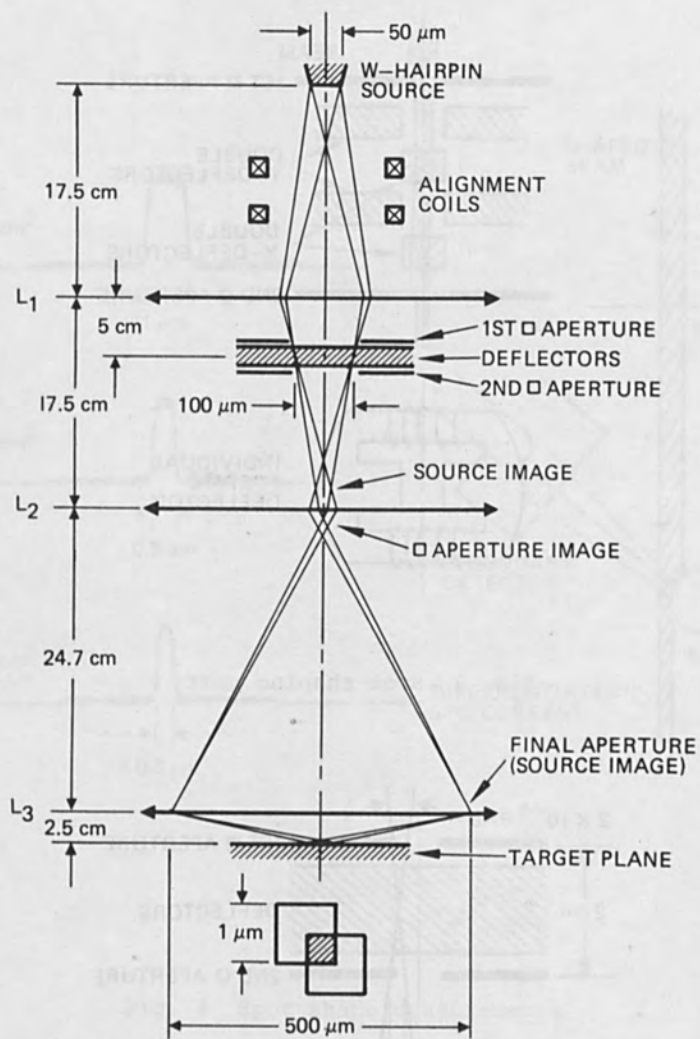 50 μm
W–HAIRPIN
SOURCE
17.5 cm
ALIGNMENT
COILS
L1
5 cm
1ST □ APERTURE
DEFLECTORS
2ND □ APERTURE
17.5 cm
100 μm
SOURCE IMAGE
L2
□ APERTURE IMAGE
24.7 cm
FINAL APERTURE
(SOURCE IMAGE)
L3
2.5 cm
TARGET PLANE
1 μm
500 μm